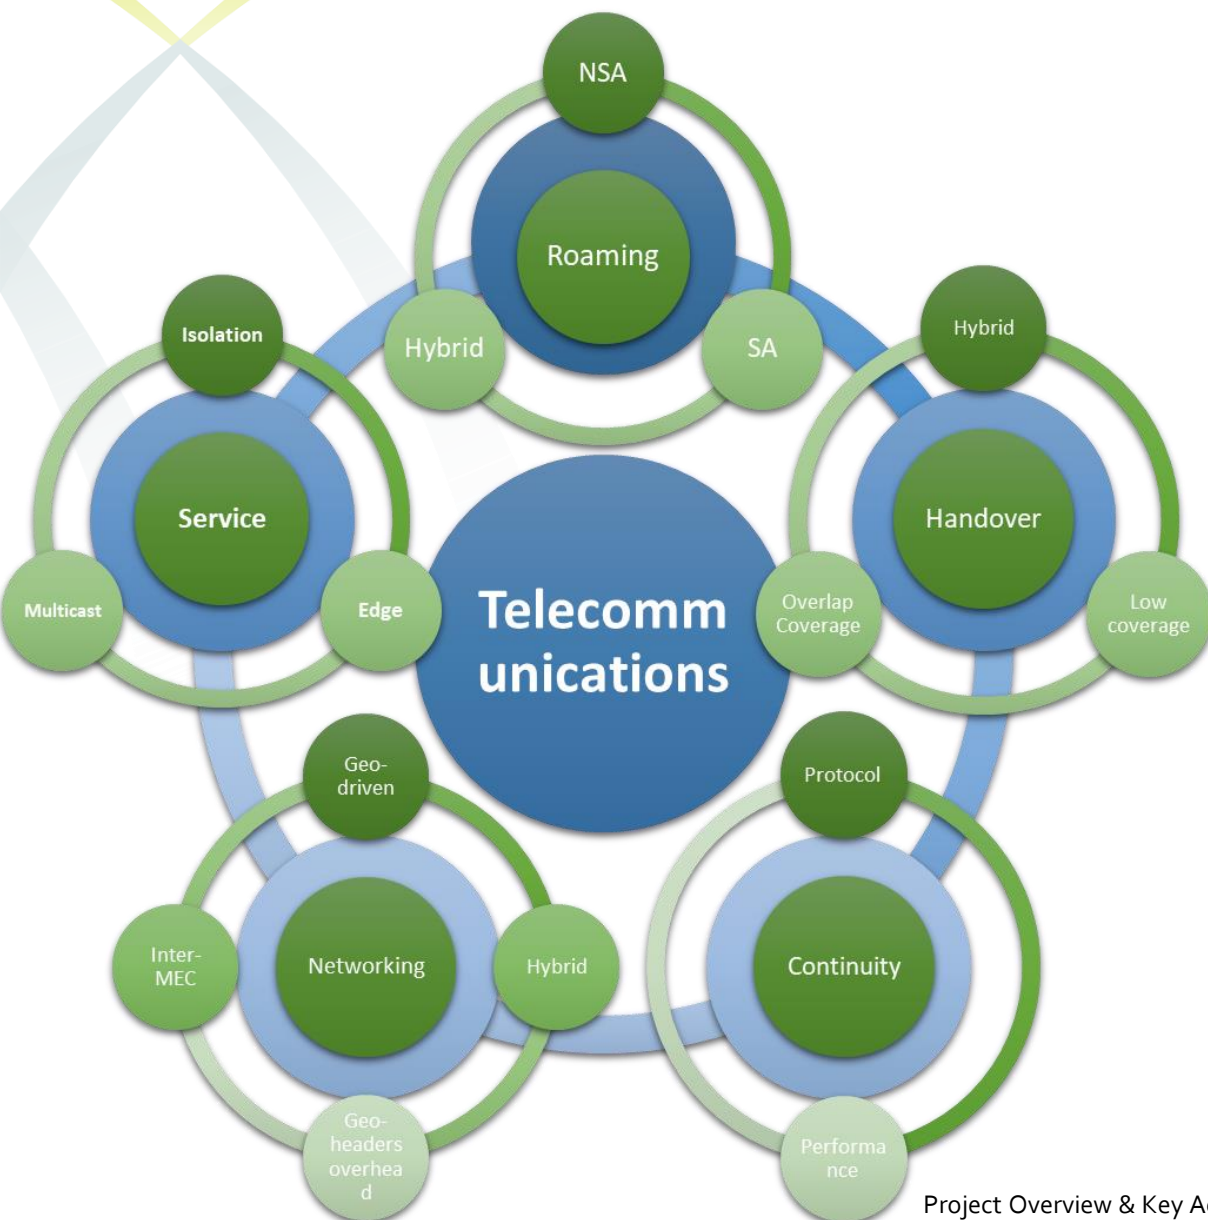 NSA
Roaming
Hybrid
SA
Isolation
Service
Multicast
Edge
Hybrid
Handover
Overlap
Coverage
Low
coverage
Telecomm
unications
Geo-
driven
Networking
Inter-
MEC
Hybrid
Geo-
headers
overhea
d
Protocol
Continuity
Performa
nce
Project Overview & Key A